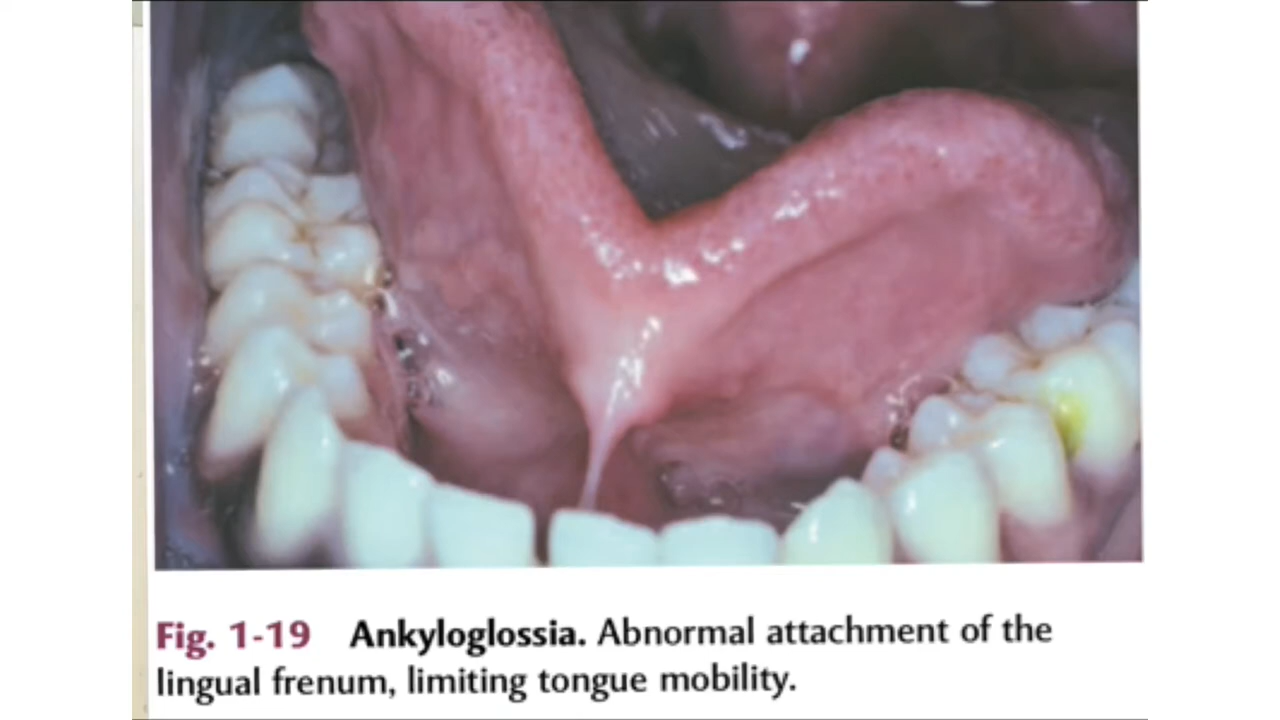 Fig. 1-19 Ankyloglossia. Abnormal attachment of the
lingual frenum, limiting tongue mobility.